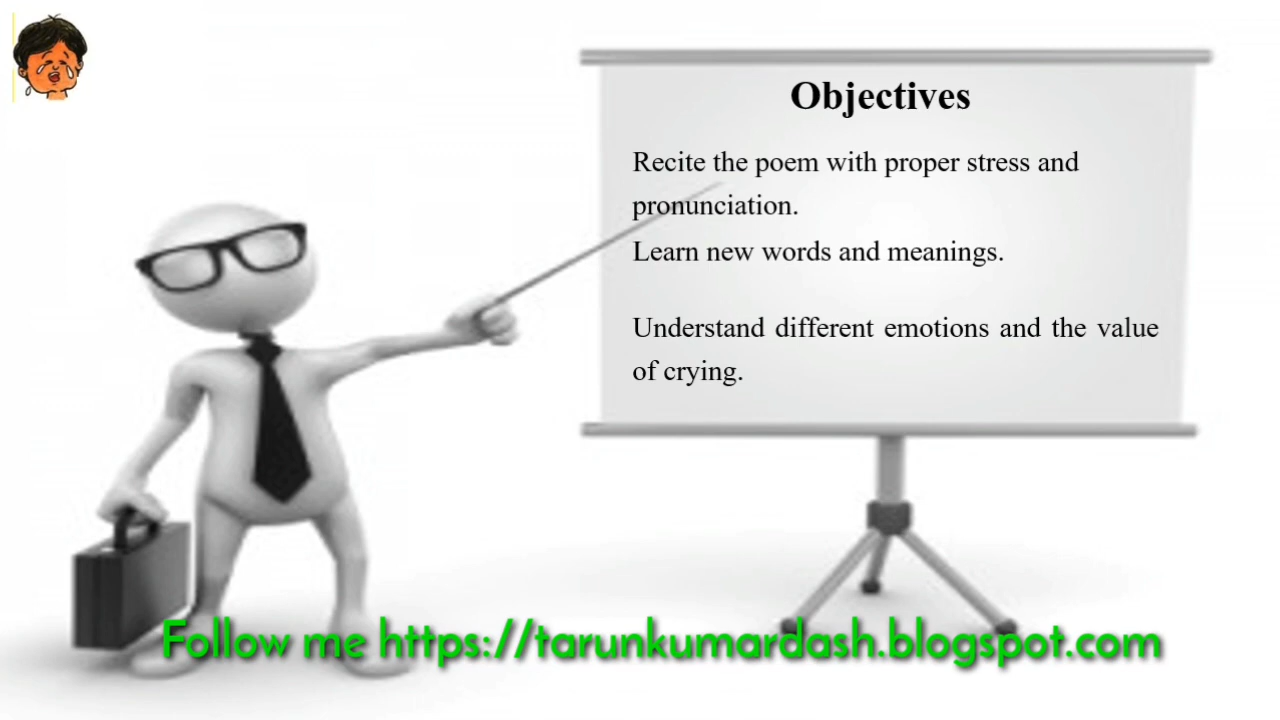 Objectives
Recite the poem with proper stress and
pronunciation.
Learn new words and meanings.
Understand different emotions and the value
of crying.
Follow me https://tarunkumardash.blogspot.com